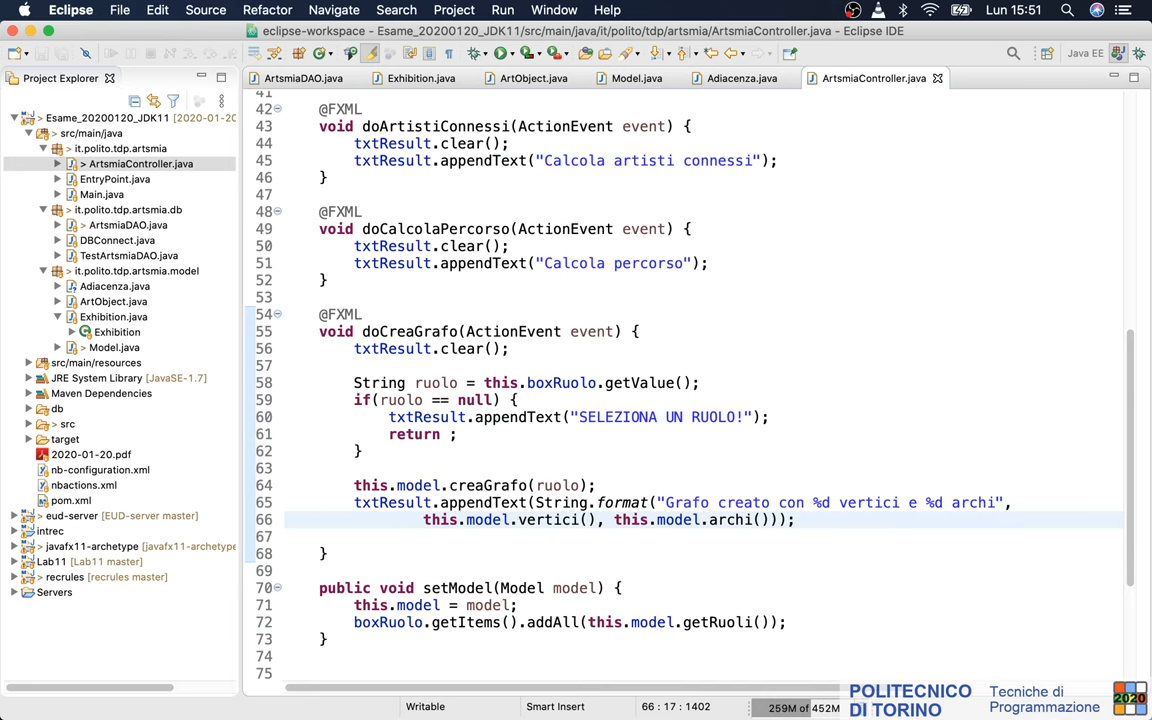 Eclipse File Edit Source Refactor Navigate Search Project Run Window Help Lun 15:51
eclipse-workspace - Esame_20200120_JDK11/src/main/java/it/polito/tdp/artsmia/ArtsmiaController.java - Eclipse IDE
Java EE
Project Explorer
ArtsmiaDAO.java Exhibition.java ArtObject.java Model.java Adiacenza.java ArtsmiaController.java
> Esame_20200120_JDK11 [2020-01-20
> src/main/java
> it.polito.tdp.artsmia
> ArtsmiaController.java
EntryPoint.java
Main.java
> it.polito.tdp.artsmia.db
> ArtsmiaDAO.java
DBConnect.java
TestArtsmiaDAO.java
> it.polito.tdp.artsmia.model
Adiacenza.java
ArtObject.java
Exhibition.java
Exhibition
> Model.java
src/main/resources
JRE System Library [JavaSE-1.7]
Maven Dependencies
db
> src
target
2020-01-20.pdf
nb-configuration.xml
nbactions.xml
pom.xml
> eud-server [EUD-server master]
intrec
> javafx11-archetype [javafx11-archetype
Lab11 [Lab11 master]
> recrules [recrules master]
Servers
41
42 @FXML
43 void doArtistiConnessi(ActionEvent event) {
44 txtResult.clear();
45 txtResult.appendText("Calcola artisti connessi");
46 }
47
48 @FXML
49 void doCalcolaPercorso(ActionEvent event) {
50 txtResult.clear();
51 txtResult.appendText("Calcola percorso");
52 }
53
54 @FXML
55 void doCreaGrafo(ActionEvent event) {
56 txtResult.clear();
57
58 String ruolo = this.boxRuolo.getValue();
59 if(ruolo == null) {
60 txtResult.appendText("SELEZIONA UN RUOLO!");
61 return ;
62 }
63
64 this.model.creaGrafo(ruolo);
65 txtResult.appendText(String.format("Grafo creato con %d vertici e %d archi",
66 this.model.vertici(), this.model.archi()));
67
68 }
69
70 public void setModel(Model model) {
71 this.model = model;
72 boxRuolo.getItems().addAll(this.model.getRuoli());
73 }
74
75
Writable Smart Insert 66 : 17 : 1402 259M of 452M
POLITECNICO
DI TORINO
Tecniche di
Programmazione
2020